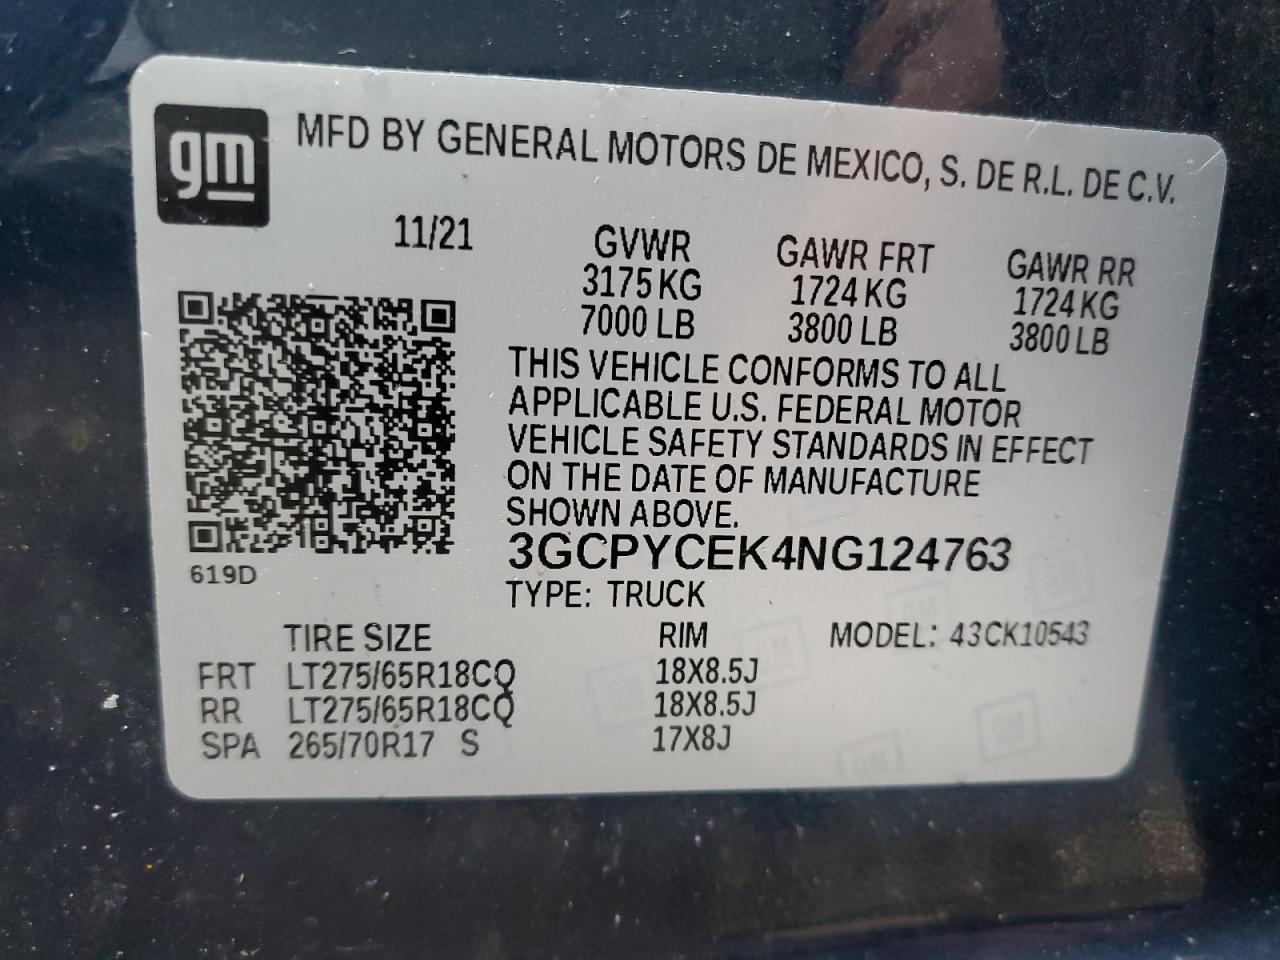 gm
MFD BY GENERAL MOTORS DE MEXICO, S. DE R.L. DE C.V.
11/21
GVWR GAWR FRT GAWR RR
3175 KG 1724 KG 1724 KG
7000 LB 3800 LB 3800 LB
THIS VEHICLE CONFORMS TO ALL
APPLICABLE U.S. FEDERAL MOTOR
VEHICLE SAFETY STANDARDS IN EFFECT
ON THE DATE OF MANUFACTURE
SHOWN ABOVE.
3GCPYCEK4NG124763
619D
TYPE: TRUCK
TIRE SIZE RIM MODEL: 43CK10543
FRT LT275/65R18CQ 18X8.5J
RR LT275/65R18CQ 18X8.5J
SPA 265/70R17 S 17X8J